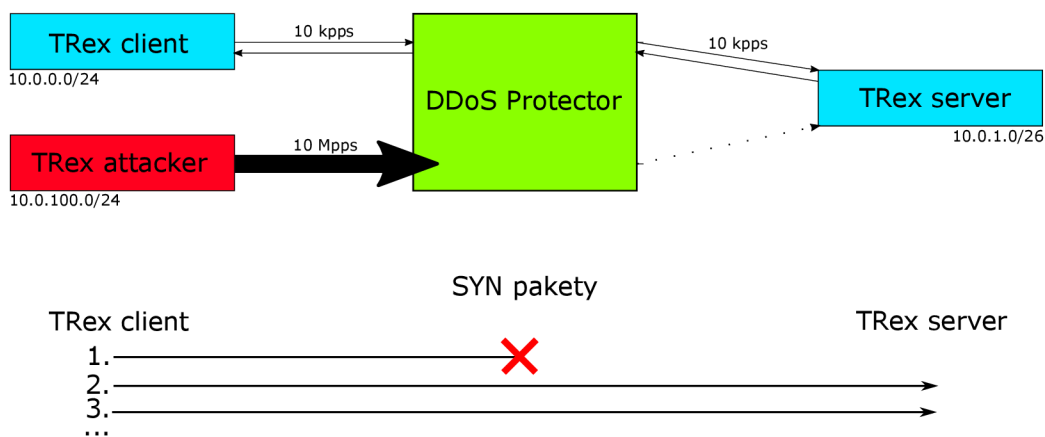 TRex client
10.0.0.0/24
10 kpps
DDoS Protector
10 kpps
TRex server
10.0.1.0/26
TRex attacker
10.0.100.0/24
10 Mpps
SYN pakety
TRex client
TRex server
1.
2.
3.
...